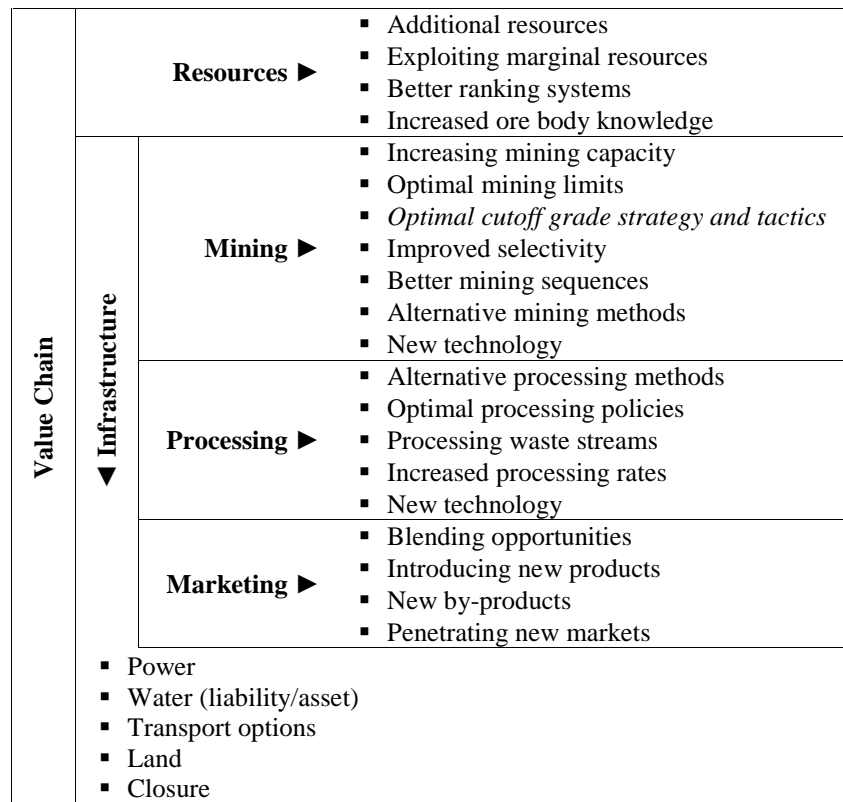 Value Chain
Resources ►
▪ Additional resources
▪ Exploiting marginal resources
▪ Better ranking systems
▪ Increased ore body knowledge
◄ Infrastructure
Mining ►
▪ Increasing mining capacity
▪ Optimal mining limits
▪ Optimal cutoff grade strategy and tactics
▪ Improved selectivity
▪ Better mining sequences
▪ Alternative mining methods
▪ New technology
Processing ►
▪ Alternative processing methods
▪ Optimal processing policies
▪ Processing waste streams
▪ Increased processing rates
▪ New technology
Marketing ►
▪ Blending opportunities
▪ Introducing new products
▪ New by-products
▪ Penetrating new markets
▪ Power
▪ Water (liability/asset)
▪ Transport options
▪ Land
▪ Closure